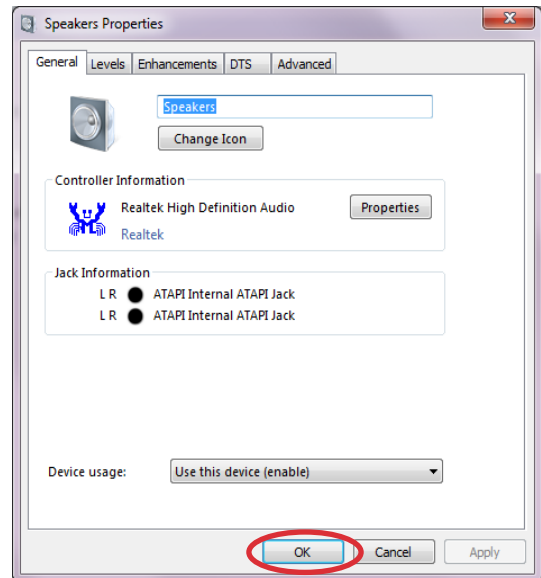 Speakers Properties
General Levels Enhancements DTS Advanced
Speakers
Change Icon
Controller Information
Realtek High Definition Audio Properties
Realtek
Jack Information
L R ATAPI Internal ATAPI Jack
L R ATAPI Internal ATAPI Jack
Device usage: Use this device (enable)
OK Cancel Apply